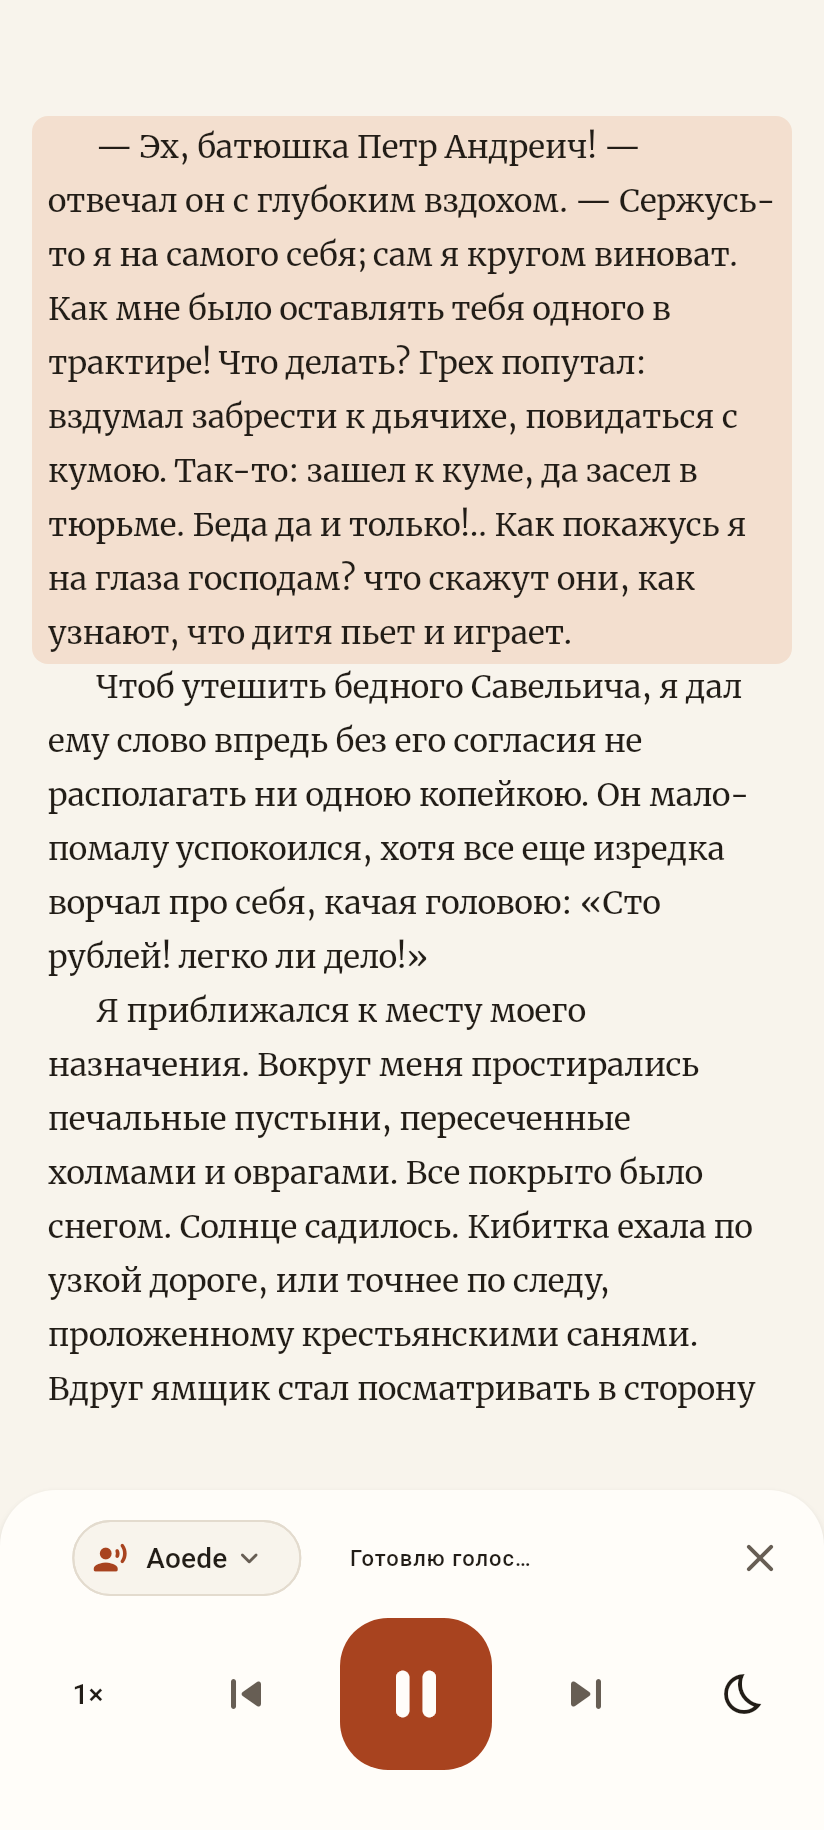 — Эх, батюшка Петр Андреич! —
отвечал он с глубоким вздохом. — Сержусь-
то я на самого себя; сам я кругом виноват.
Как мне было оставлять тебя одного в
трактире! Что делать? Грех попутал:
вздумал забрести к дьячихе, повидаться с
кумою. Так-то: зашел к куме, да засел в
тюрьме. Беда да и только!.. Как покажусь я
на глаза господам? что скажут они, как
узнают, что дитя пьет и играет.
Чтоб утешить бедного Савельича, я дал
ему слово впредь без его согласия не
располагать ни одною копейкою. Он мало-
помалу успокоился, хотя все еще изредка
ворчал про себя, качая головою: «Сто
рублей! легко ли дело!»
Я приближался к месту моего
назначения. Вокруг меня простирались
печальные пустыни, пересеченные
холмами и оврагами. Все покрыто было
снегом. Солнце садилось. Кибитка ехала по
узкой дороге, или точнее по следу,
проложенному крестьянскими санями.
Вдруг ямщик стал посматривать в сторону
Aoede
Готовлю голос...
1×